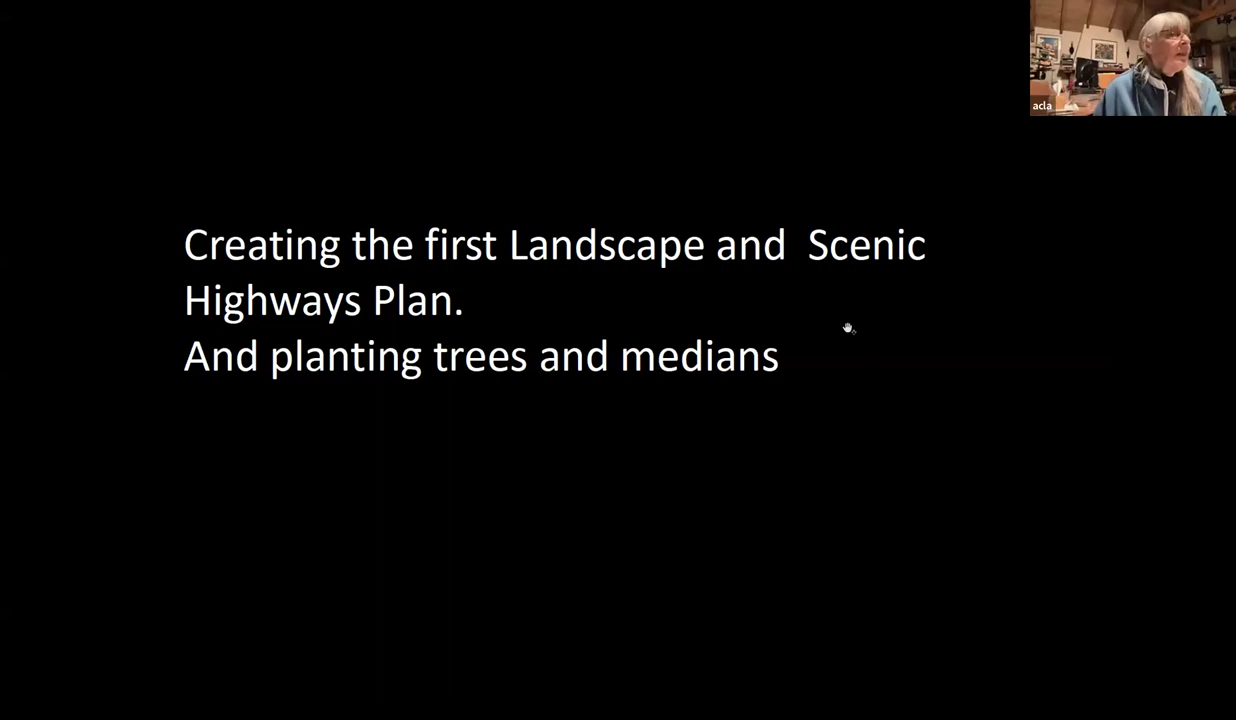 acla
Creating the first Landscape and  Scenic
Highways Plan.
And planting trees and medians